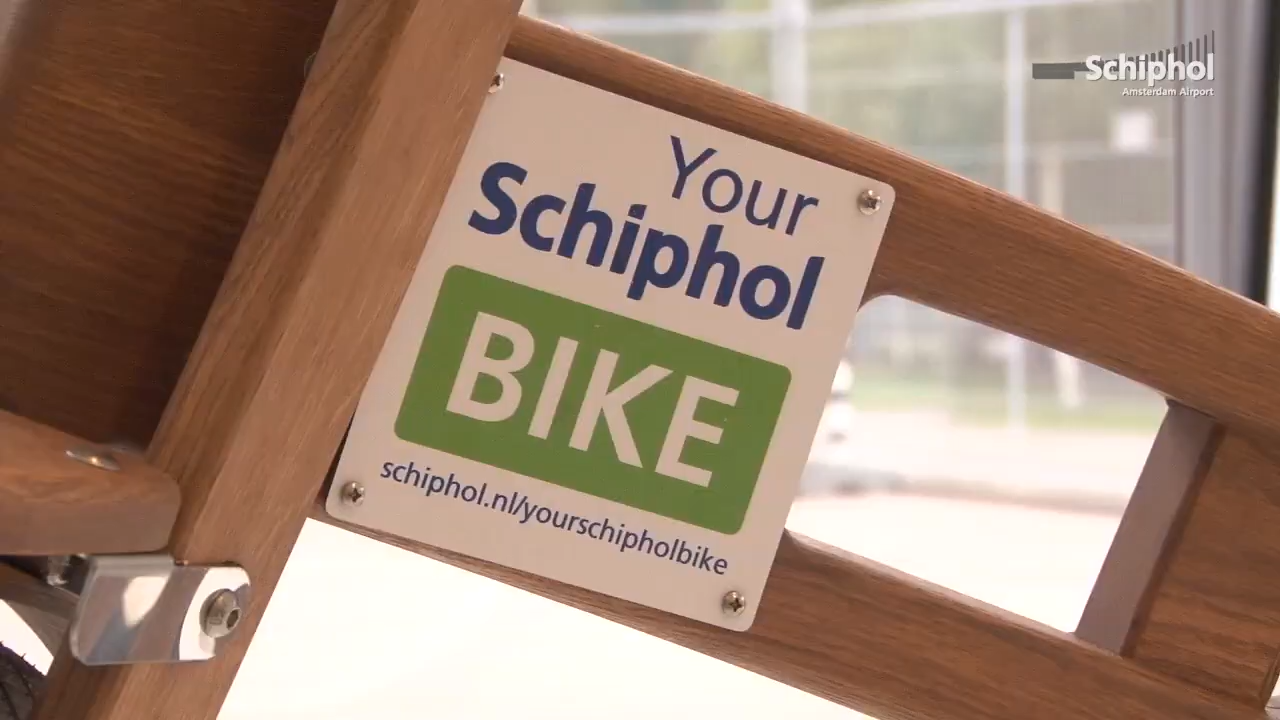 Schiphol
Amsterdam Airport
Your
Schiphol
BIKE
schiphol.nl/yourschipholbike